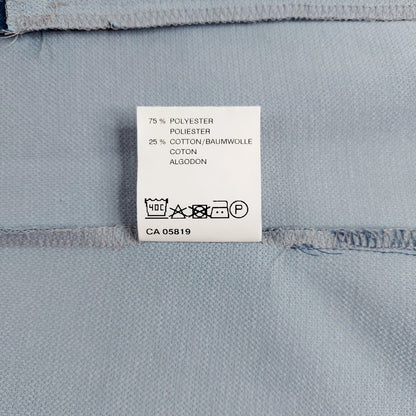 75 % POLYESTER
POLIESTER
25 % COTTON/BAUMWOLLE
COTON
ALGODON
40C P
CA 05819